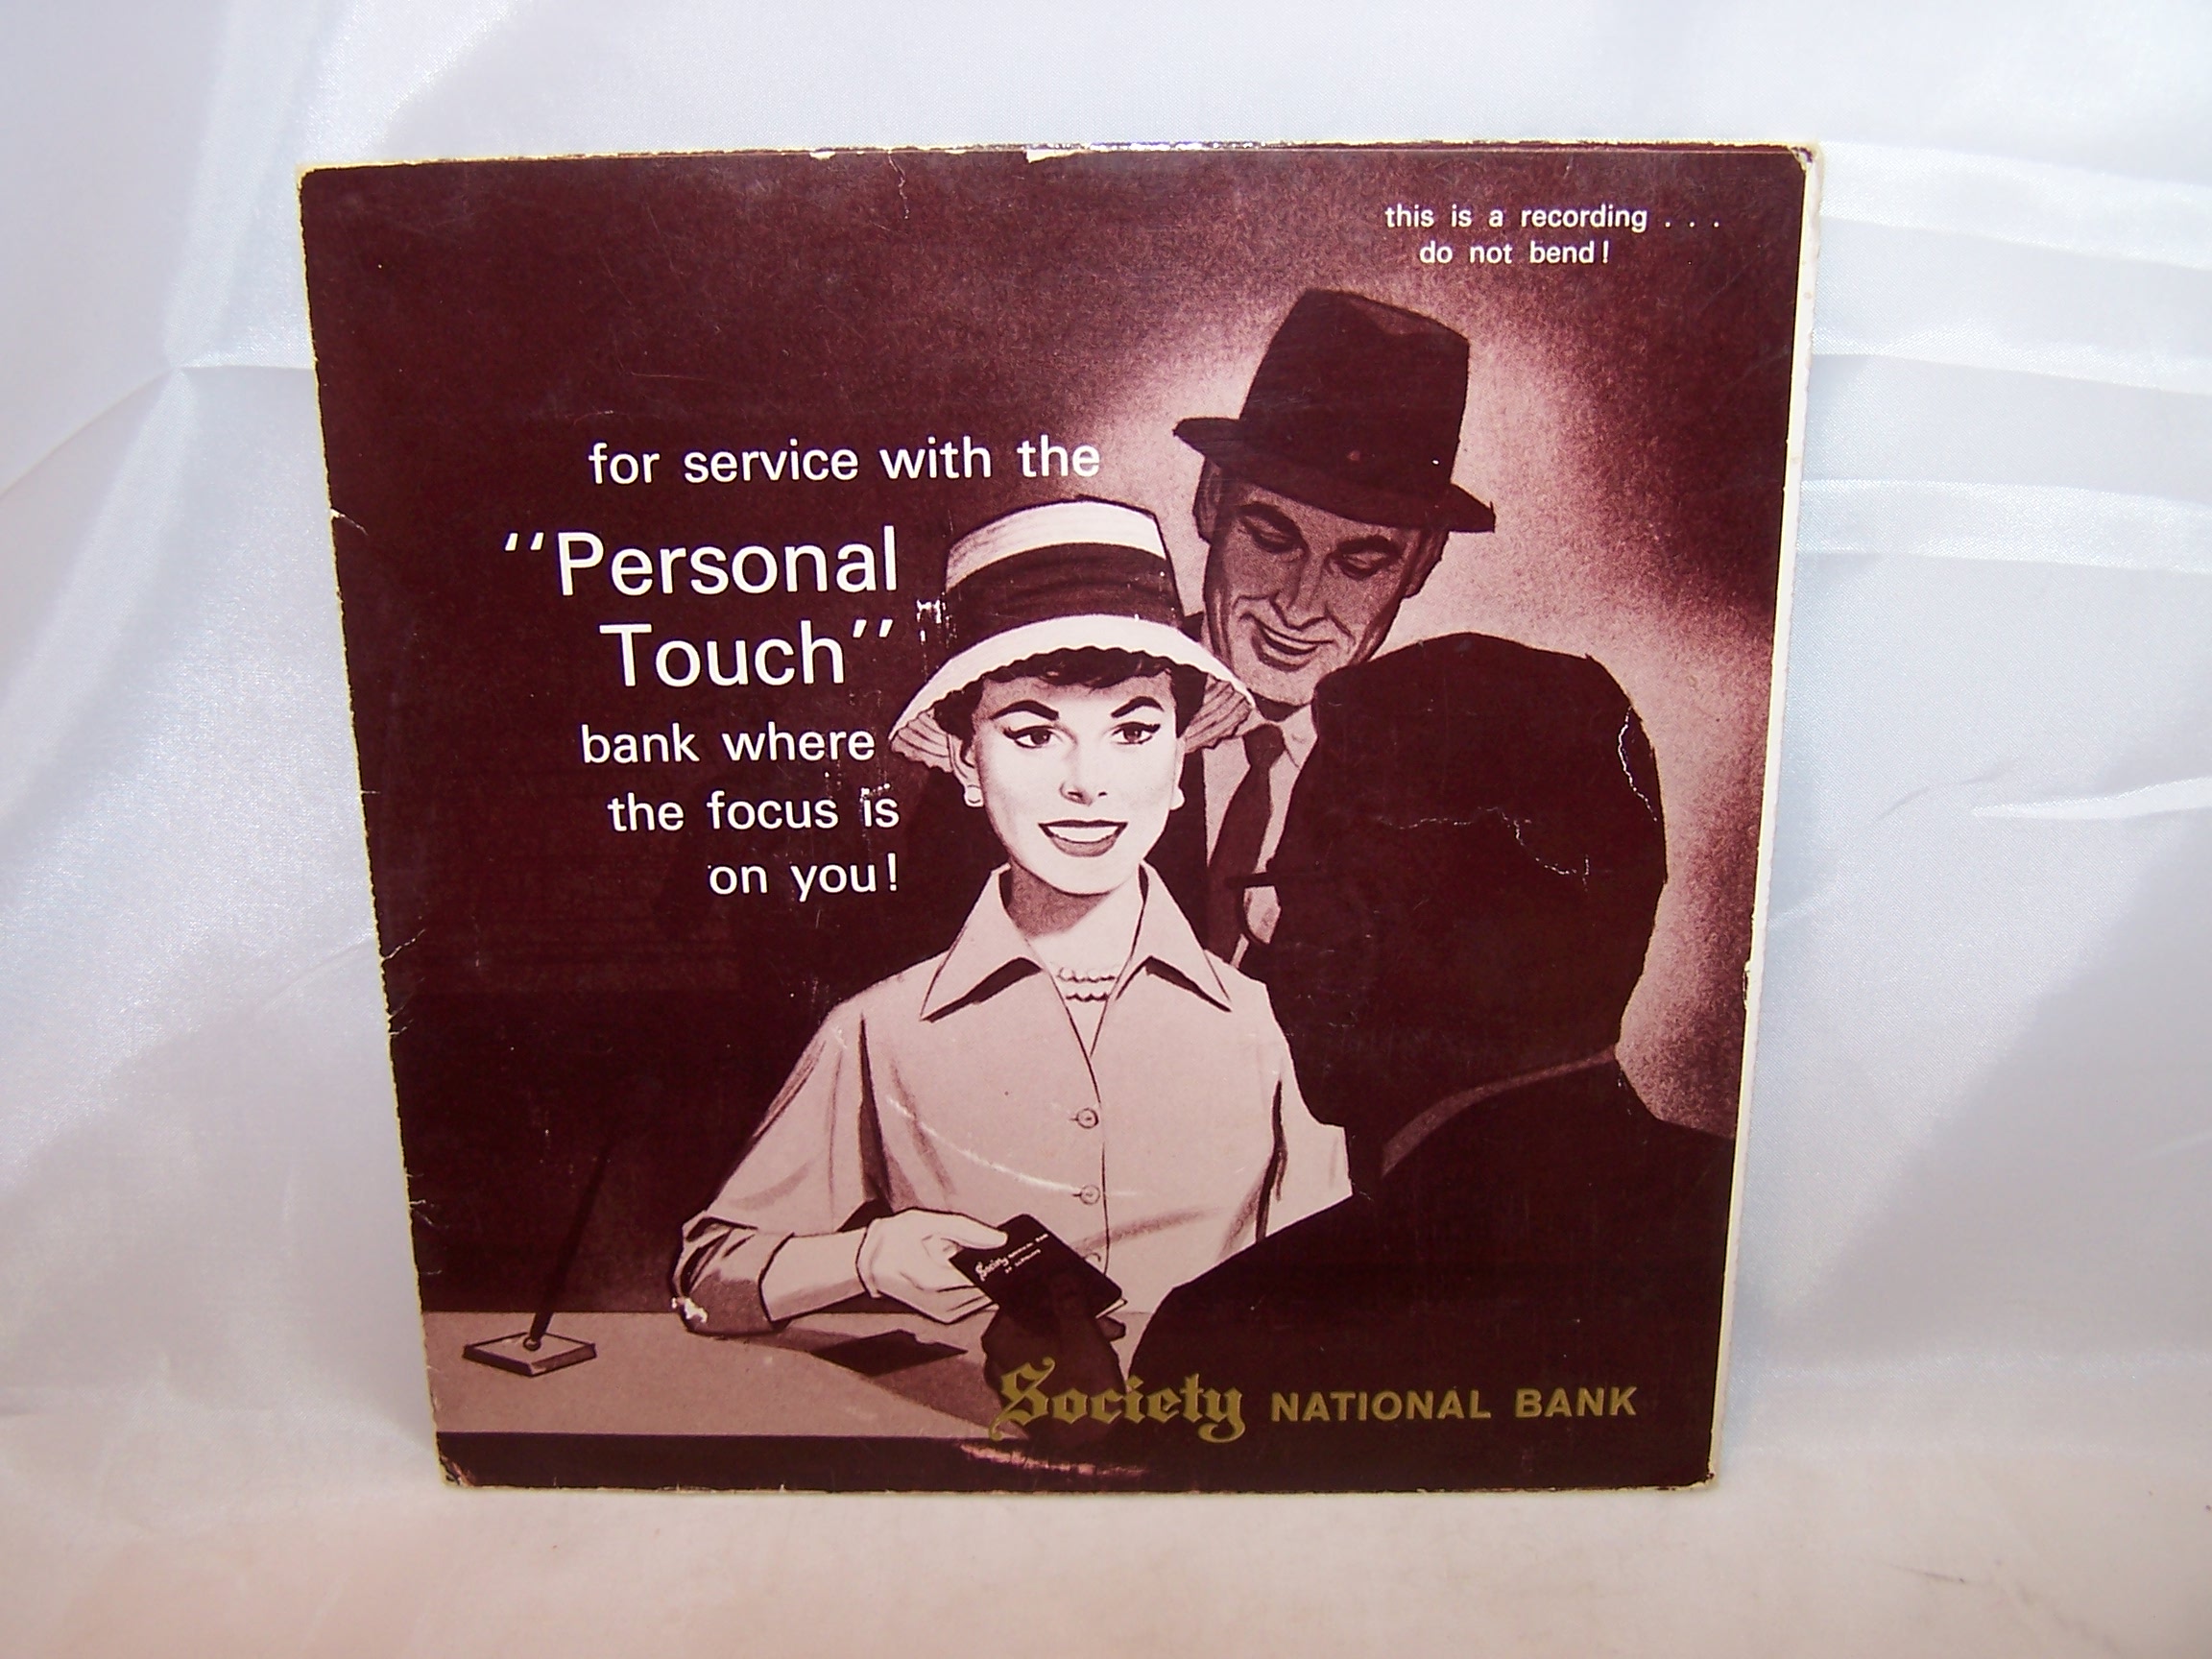 this is a recording . . .
do not bend!
for service with the
"Personal
Touch"
bank where
the focus is
on you!
Society
Society NATIONAL BANK